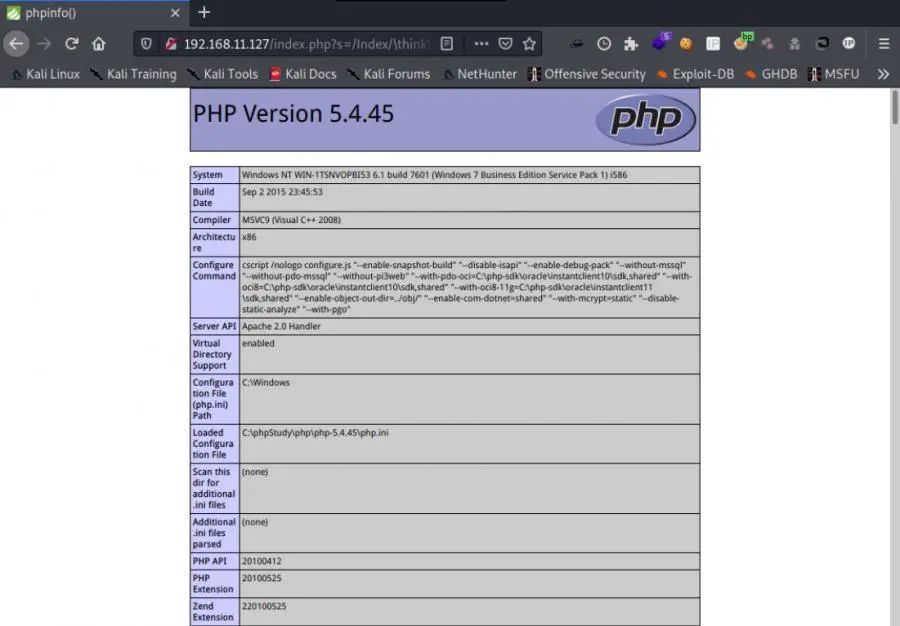 phpinfo()
192.168.11.127/index.php?s=/Index/\think
5
bp
Kali Linux
Kali Training
Kali Tools
Kali Docs
Kali Forums
NetHunter
Offensive Security
Exploit-DB
GHDB
MSFU
PHP Version 5.4.45
php
System
Windows NT WIN-1TSNVOPBI53 6.1 build 7601 (Windows 7 Business Edition Service Pack 1) i586
Build
Date
Sep 2 2015 23:45:53
Compiler
MSVC9 (Visual C++ 2008)
Architectu
re
x86
Configure
Command
cscript /nologo configure.js "--enable-snapshot-build" "--disable-isapi" "--enable-debug-pack" "--without-mssql"
"--without-pdo-mssql" "--without-pi3web" "--with-pdo-oci=C:\php-sdk\oracle\instantclient10\sdk,shared" "--with-
oci8=C:\php-sdk\oracle\instantclient10\sdk,shared" "--with-oci8-11g=C:\php-sdk\oracle\instantclient11
\sdk,shared" "--enable-object-out-dir=../obj/" "--enable-com-dotnet=shared" "--with-mcrypt=static" "--disable-
static-analyze" "--with-pgo"
Server API
Apache 2.0 Handler
Virtual
Directory
Support
enabled
Configura
tion File
(php.ini)
Path
C:\Windows
Loaded
Configura
tion File
C:\phpStudy\php\php-5.4.45\php.ini
Scan this
dir for
additional
.ini files
(none)
Additional
.ini files
parsed
(none)
PHP API
20100412
PHP
Extension
20100525
Zend
Extension
220100525